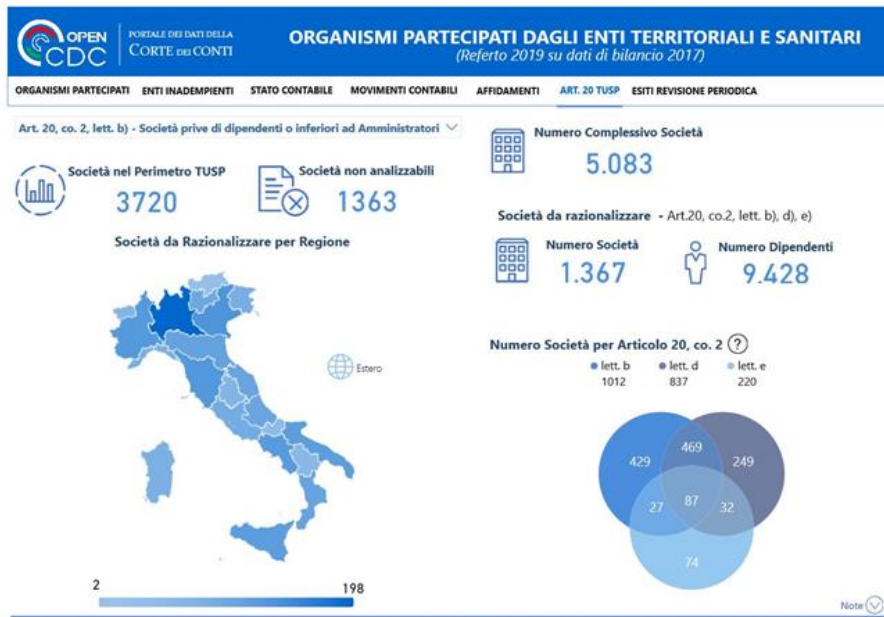 OPEN
CDC
PORTALE DEI DATI DELLA
CORTE DEI CONTI
ORGANISMI PARTECIPATI DAGLI ENTI TERRITORIALI E SANITARI
(Referto 2019 su dati di bilancio 2017)
ORGANISMI PARTECIPATI ENTI INADEMPIENTI STATO CONTABILE MOVIMENTI CONTABILI AFFIDAMENTI ART. 20 TUSP ESITI REVISIONE PERIODICA
Art. 20, co. 2, lett. b) - Società prive di dipendenti o inferiori ad Amministratori
Società nel Perimetro TUSP
3720
Società non analizzabili
1363
Numero Complessivo Società
5.083
Società da razionalizzare - Art.20, co.2, lett. b), d), e)
Numero Società
1.367
Numero Dipendenti
9.428
Società da Razionalizzare per Regione
Estero
2
198
Numero Società per Articolo 20, co. 2 ?
lett. b lett. d lett. e
1012 837 220
429 469 249
27 87 32
74
Note